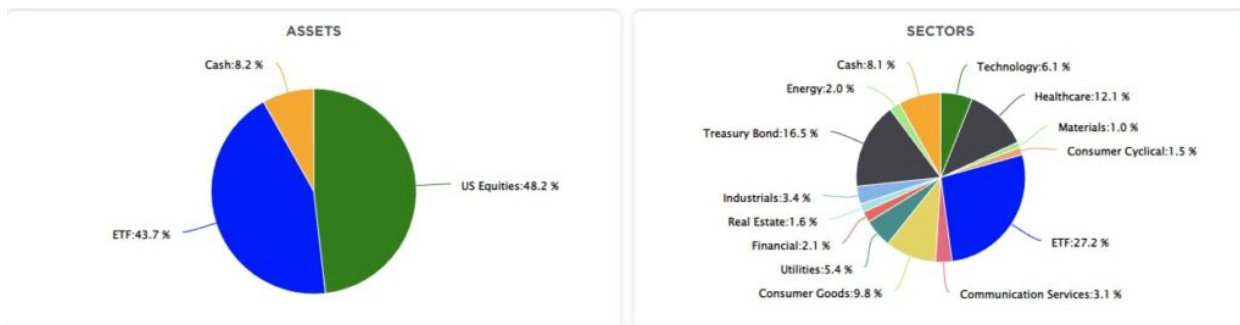 ASSETS
Cash:8.2 %
US Equities:48.2 %
ETF:43.7 %
SECTORS
Cash:8.1 %
Technology:6.1 %
Energy:2.0 %
Healthcare:12.1 %
Materials:1.0 %
Treasury Bond:16.5 %
Consumer Cyclical:1.5 %
Industrials:3.4 %
Real Estate:1.6 %
Financial:2.1 %
ETF:27.2 %
Utilities:5.4 %
Consumer Goods:9.8 %
Communication Services:3.1 %